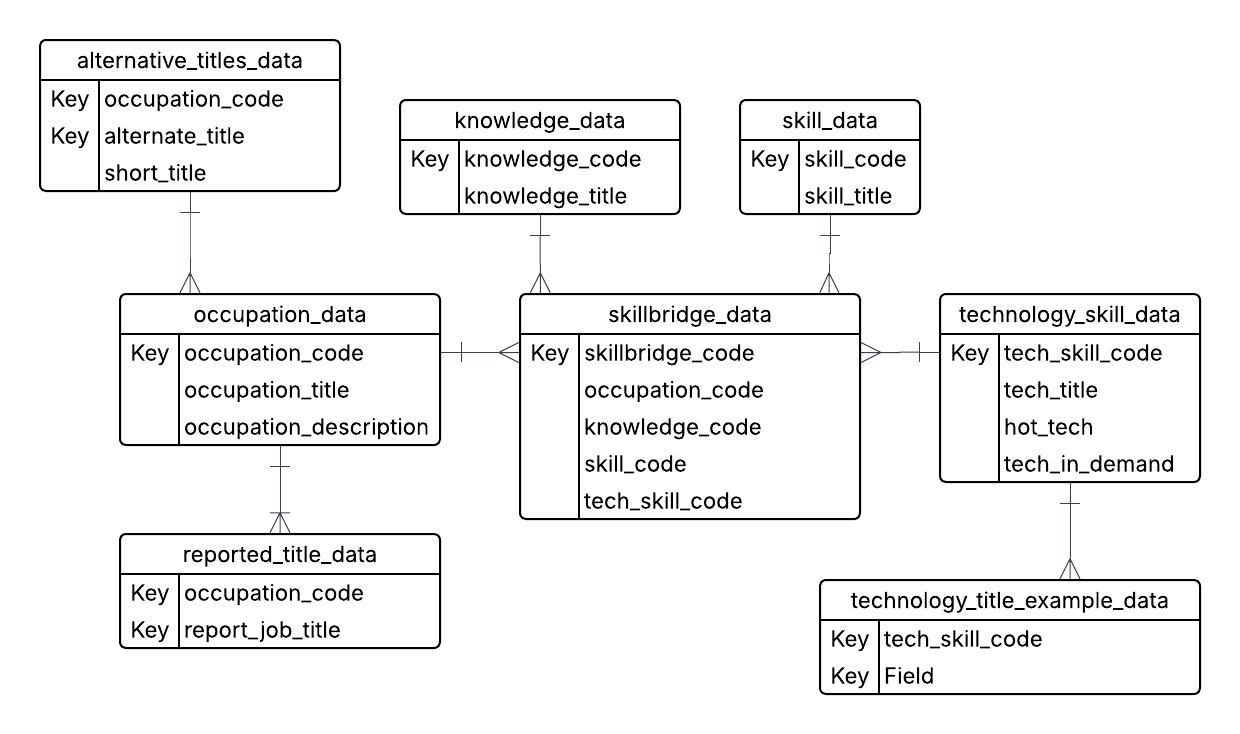 alternative_titles_data
Key occupation_code
Key alternate_title
short_title
knowledge_data
Key knowledge_code
knowledge_title
skill_data
Key skill_code
skill_title
occupation_data
Key occupation_code
occupation_title
occupation_description
skillbridge_data
Key skillbridge_code
occupation_code
knowledge_code
skill_code
tech_skill_code
technology_skill_data
Key tech_skill_code
tech_title
hot_tech
tech_in_demand
reported_title_data
Key occupation_code
Key report_job_title
technology_title_example_data
Key tech_skill_code
Key Field